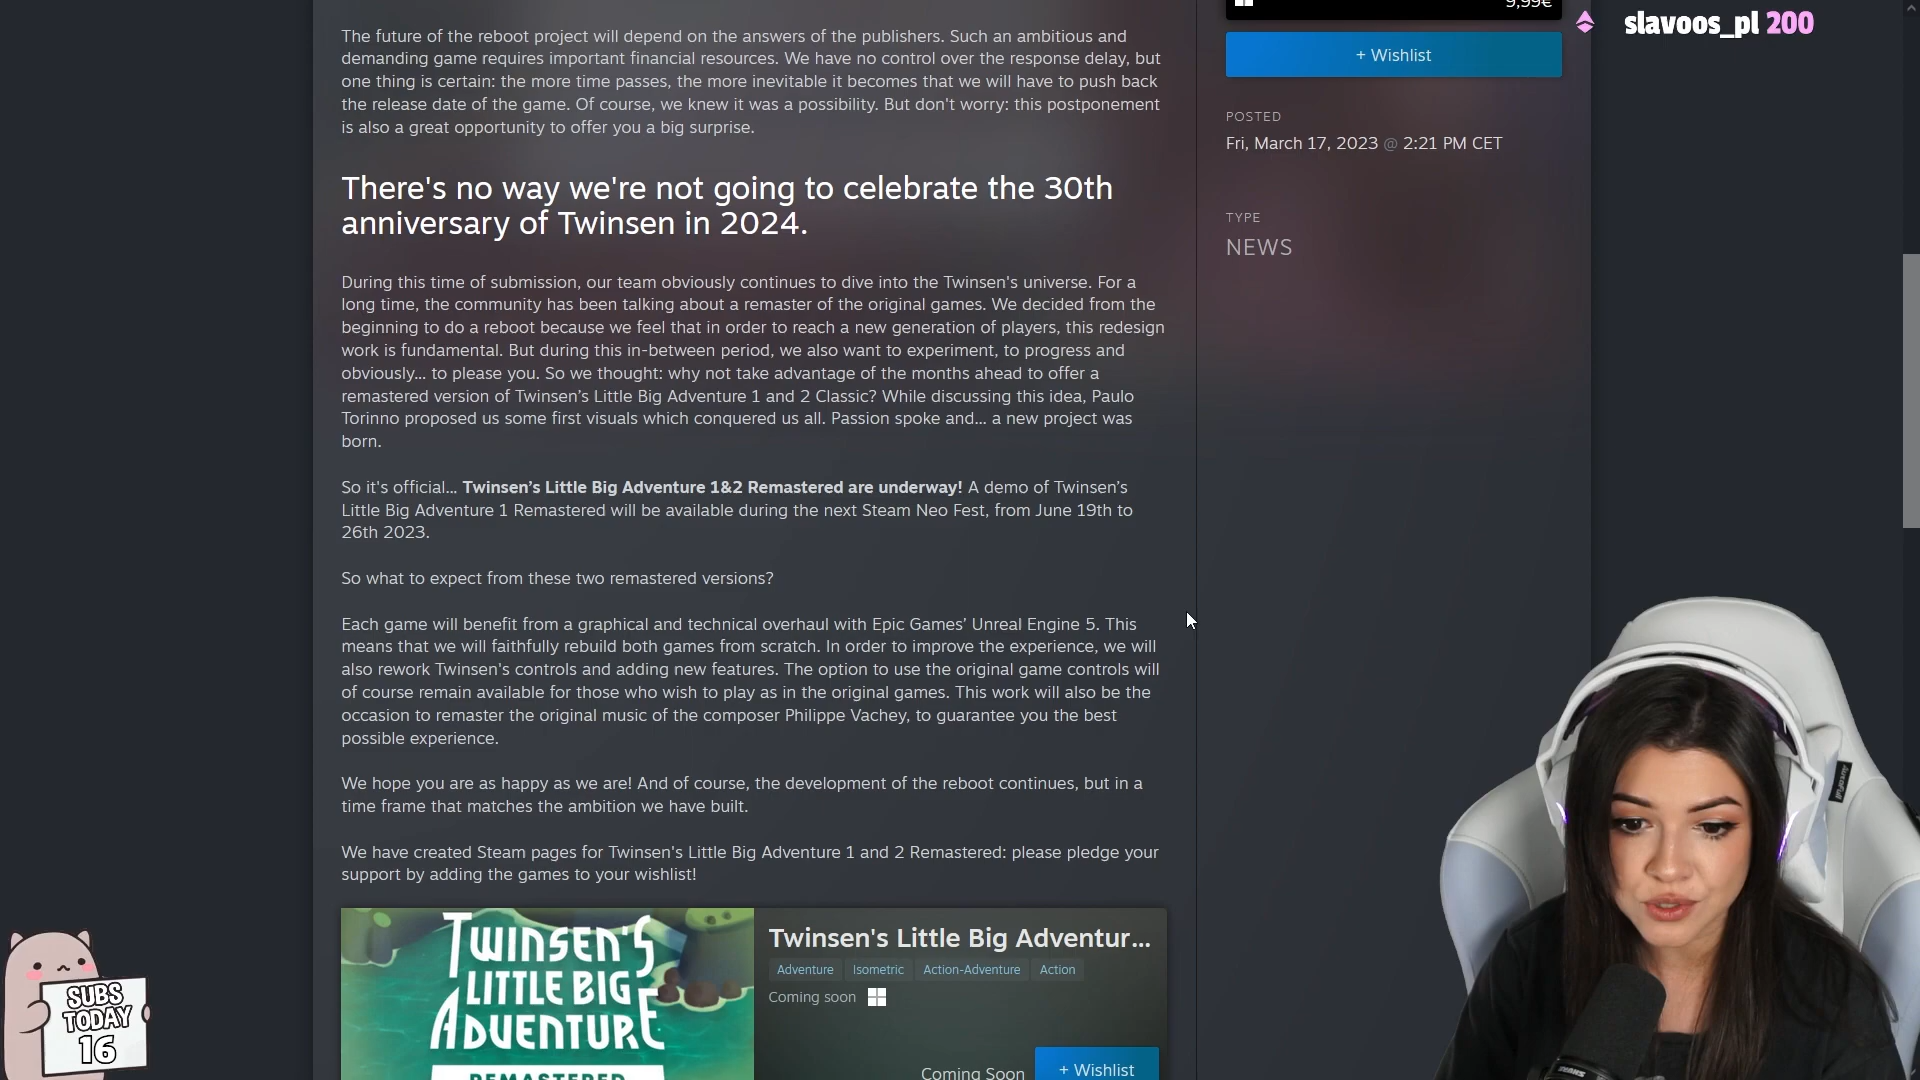 9,99€
slavoos_pl 200
+ Wishlist
The future of the reboot project will depend on the answers of the publishers. Such an ambitious and
demanding game requires important financial resources. We have no control over the response delay, but
one thing is certain: the more time passes, the more inevitable it becomes that we will have to push back
the release date of the game. Of course, we knew it was a possibility. But don't worry: this postponement
is also a great opportunity to offer you a big surprise.
POSTED
Fri, March 17, 2023 @ 2:21 PM CET
There's no way we're not going to celebrate the 30th
anniversary of Twinsen in 2024.
TYPE
NEWS
During this time of submission, our team obviously continues to dive into the Twinsen's universe. For a
long time, the community has been talking about a remaster of the original games. We decided from the
beginning to do a reboot because we feel that in order to reach a new generation of players, this redesign
work is fundamental. But during this in-between period, we also want to experiment, to progress and
obviously... to please you. So we thought: why not take advantage of the months ahead to offer a
remastered version of Twinsen’s Little Big Adventure 1 and 2 Classic? While discussing this idea, Paulo
Torinno proposed us some first visuals which conquered us all. Passion spoke and... a new project was
born.
So it's official... Twinsen’s Little Big Adventure 1&2 Remastered are underway! A demo of Twinsen’s
Little Big Adventure 1 Remastered will be available during the next Steam Neo Fest, from June 19th to
26th 2023.
So what to expect from these two remastered versions?
Each game will benefit from a graphical and technical overhaul with Epic Games’ Unreal Engine 5. This
means that we will faithfully rebuild both games from scratch. In order to improve the experience, we will
also rework Twinsen's controls and adding new features. The option to use the original game controls will
of course remain available for those who wish to play as in the original games. This work will also be the
occasion to remaster the original music of the composer Philippe Vachey, to guarantee you the best
possible experience.
We hope you are as happy as we are! And of course, the development of the reboot continues, but in a
time frame that matches the ambition we have built.
We have created Steam pages for Twinsen's Little Big Adventure 1 and 2 Remastered: please pledge your
support by adding the games to your wishlist!
TWINSEN'S
LITTLE BIG
ADVENTURE
REMASTERED
Twinsen's Little Big Adventur...
Adventure Isometric Action-Adventure Action
Coming soon
Coming Soon + Wishlist
SUBS
TODAY
16